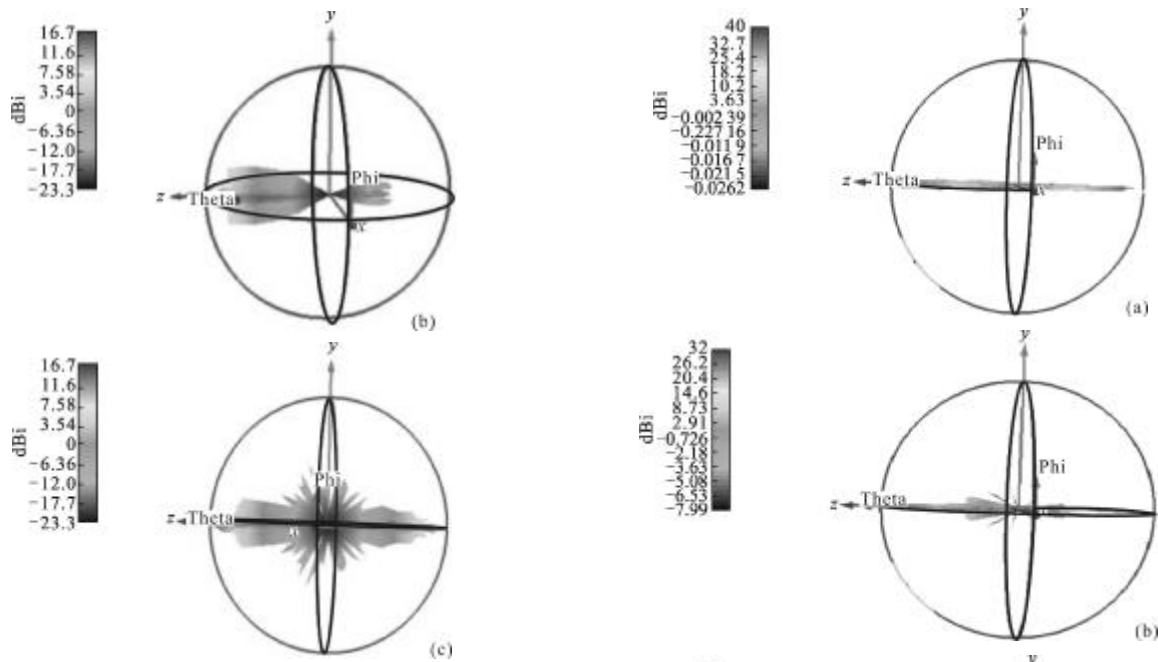 16.7
11.6
7.58
3.54
0
-6.36
-12.0
-17.7
-23.3
dBi
y
Phi
z
Theta
x
(b)
40
32.7
25.4
18.2
10.2
3.63
-0.002 39
-0.227 16
-0.011 9
-0.016 7
-0.021 5
-0.0262
dBi
y
Phi
z
Theta
x
(a)
16.7
11.6
7.58
3.54
0
-6.36
-12.0
-17.7
-23.3
dBi
y
Phi
z
Theta
(c)
32
26.2
20.4
14.6
8.73
2.91
-0.726
-2.18
-3.63
-5.08
-6.53
-7.99
dBi
y
Phi
z
Theta
(b)
y